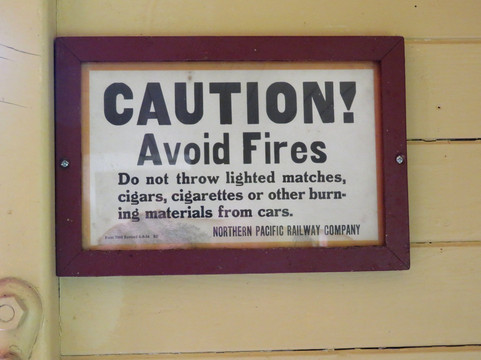 CAUTION!
Avoid Fires
Do not throw lighted matches,
cigars, cigarettes or other burn-
ing materials from cars.
NORTHERN PACIFIC RAILWAY COMPANY